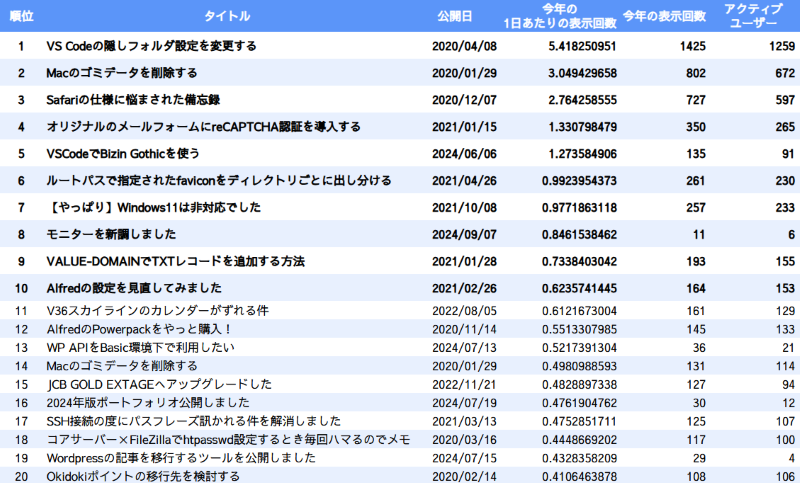 順位 タイトル 公開日 今年の1日あたりの表示回数 今年の表示回数 アクティブユーザー
1 VS Codeの隠しフォルダ設定を変更する 2020/04/08 5.418250951 1425 1259
2 Macのゴミデータを削除する 2020/01/29 3.049429658 802 672
3 Safariの仕様に悩まされた備忘録 2020/12/07 2.764258555 727 597
4 オリジナルのメールフォームにreCAPTCHA認証を導入する 2021/01/15 1.330798479 350 265
5 VSCodeでBizin Gothicを使う 2024/06/06 1.273584906 135 91
6 ルートパスで指定されたfaviconをディレクトリごとに出し分ける 2021/04/26 0.9923954373 261 230
7 【やっぱり】Windows11は非対応でした 2021/10/08 0.9771863118 257 233
8 モニターを新調しました 2024/09/07 0.8461538462 11 6
9 VALUE-DOMAINでTXTレコードを追加する方法 2021/01/28 0.7338403042 193 155
10 Alfredの設定を見直してみました 2021/02/26 0.6235741445 164 153
11 V36スカイラインのカレンダーがずれる件 2022/08/05 0.6121673004 161 129
12 AlfredのPowerpackをやっと購入！ 2020/11/14 0.5513307985 145 133
13 WP APIをBasic環境下で利用したい 2024/07/13 0.5217391304 36 21
14 Macのゴミデータを削除する 2020/01/29 0.4980988593 131 114
15 JCB GOLD EXTAGEへアップグレードした 2022/11/21 0.4828897338 127 94
16 2024年版ポートフォリオ公開しました 2024/07/19 0.4761904762 30 12
17 SSH接続の度にパスフレーズ訊かれる件を解消しました 2021/03/13 0.4752851711 125 107
18 コアサーバー×FileZillaでhtpasswd設定するとき毎回ハマるのでメモ 2020/03/16 0.4448669202 117 100
19 Wordpressの記事を移行するツールを公開しました 2024/07/15 0.4328358209 29 4
20 Okidokiポイントの移行先を検討する 2020/02/14 0.4106463878 108 106